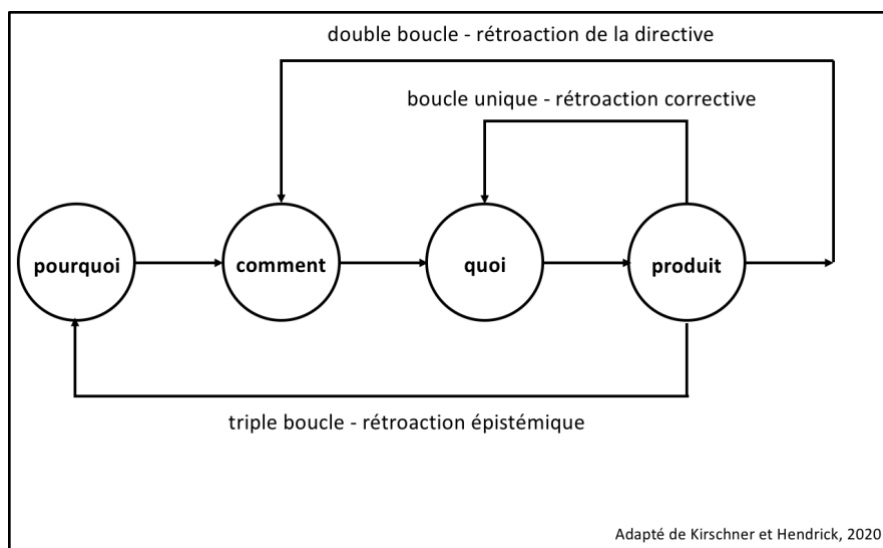 double boucle - rétroaction de la directive
boucle unique - rétroaction corrective
pourquoi
comment
quoi
produit
triple boucle - rétroaction épistémique
Adapté de Kirschner et Hendrick, 2020